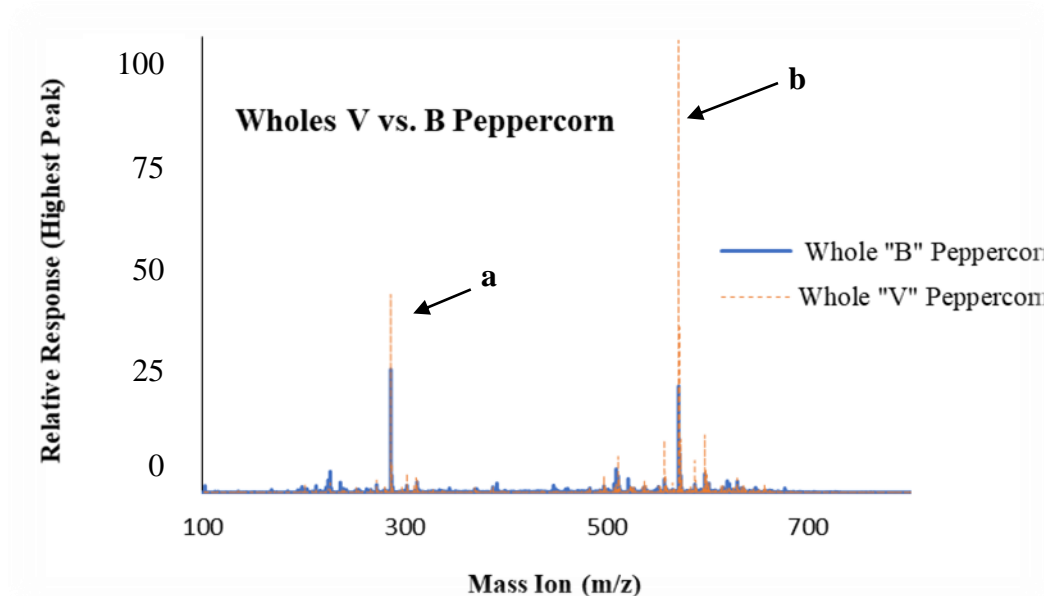 Wholes V vs. B Peppercorn
Relative Response (Highest Peak)
100
75
50
25
0
a
b
Whole "B" Peppercorn
Whole "V" Peppercorn
100
300
500
700
Mass Ion (m/z)